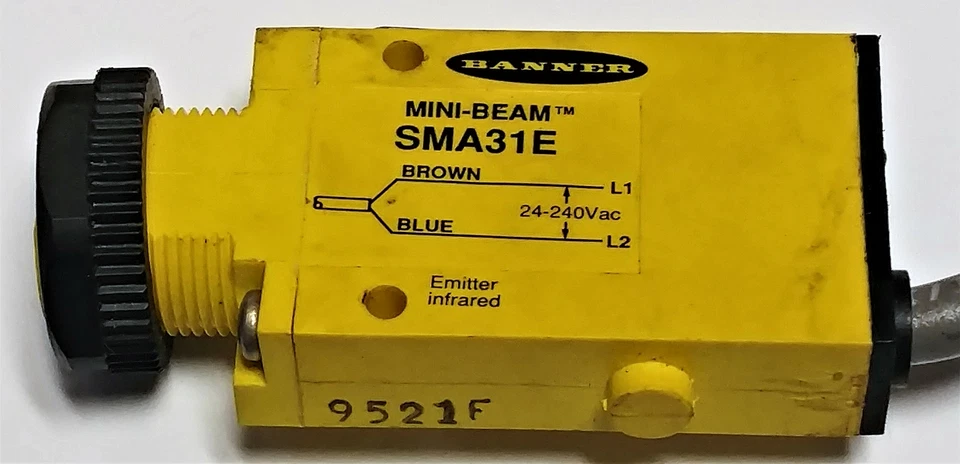 BANNER
MINI-BEAM™
SMA31E
BROWN
L1
24-240Vac
BLUE
L2
Emitter
infrared
9521F